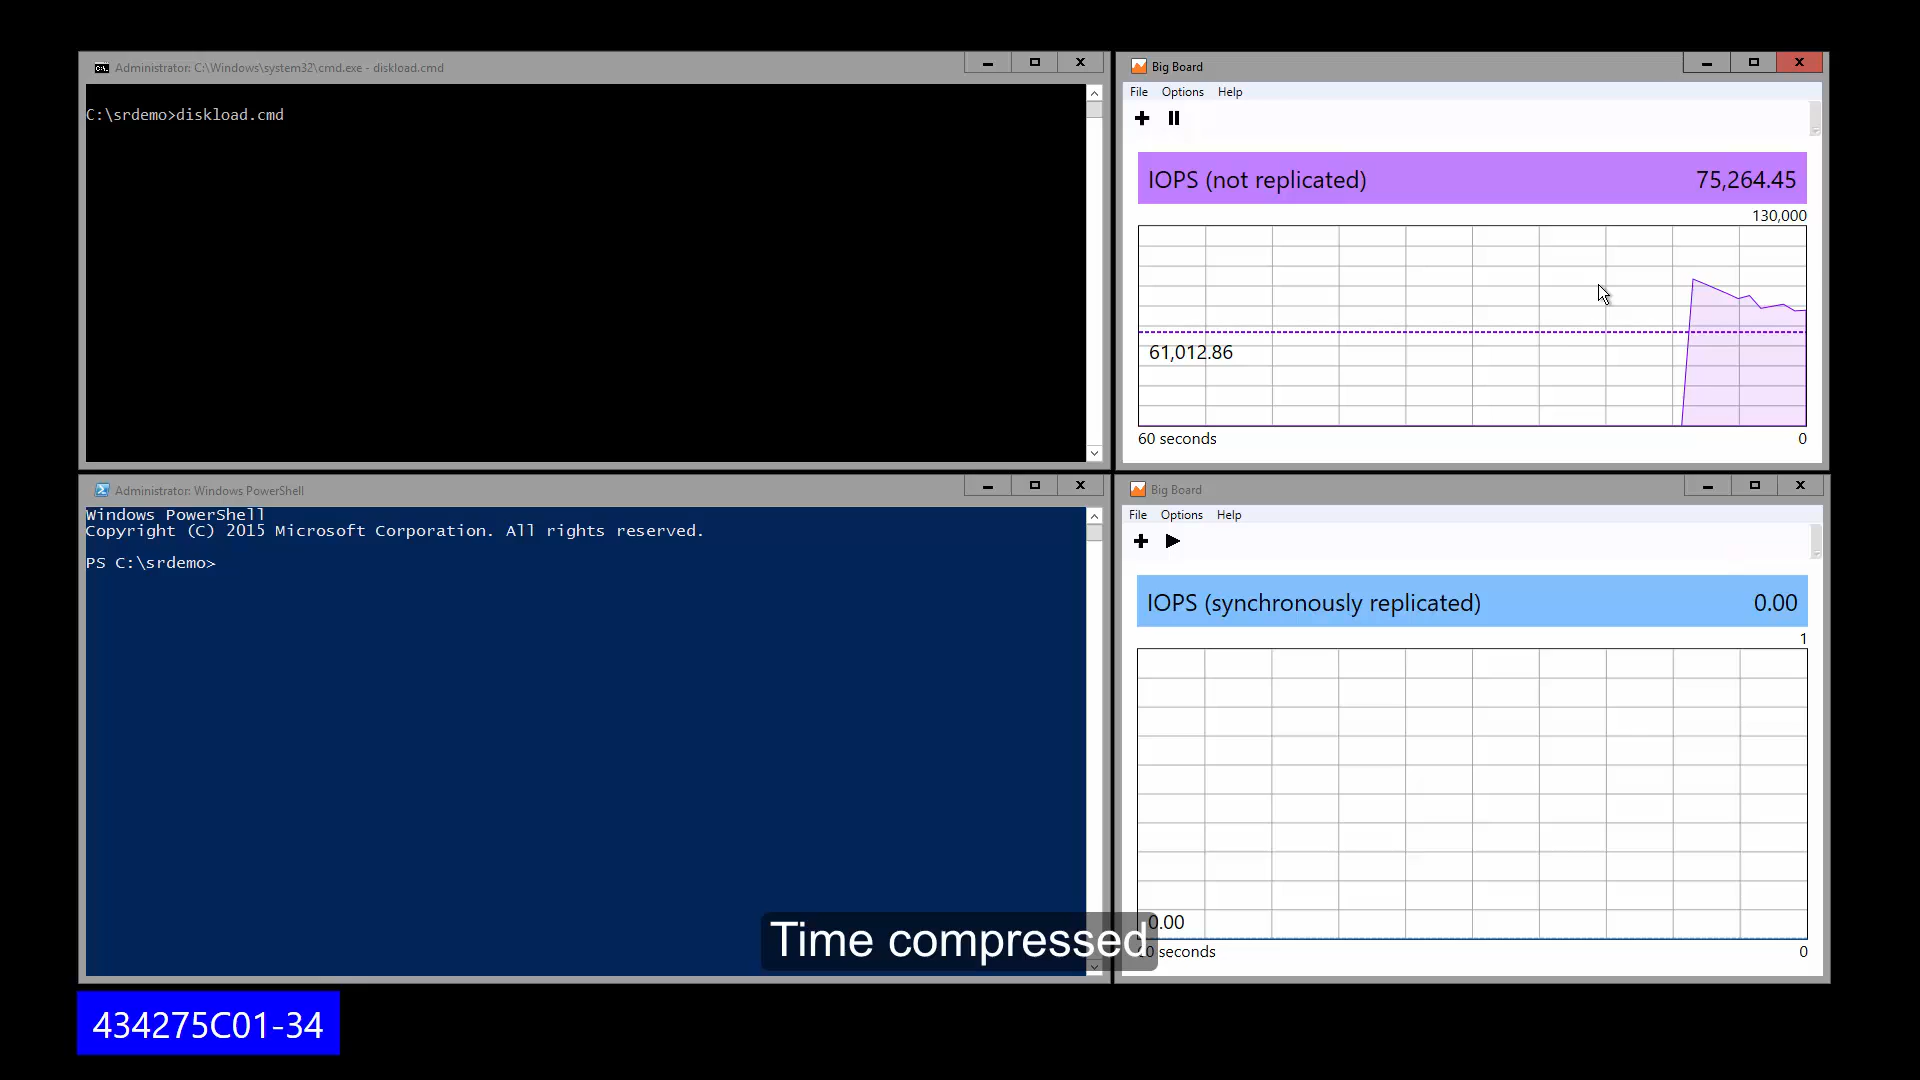 Administrator: C:\Windows\system32\cmd.exe - diskload.cmd
C:\srdemo>diskload.cmd
Big Board
File Options Help
IOPS (not replicated) 75,264.45
130,000
61,012.86
60 seconds 0
Administrator: Windows PowerShell
Windows PowerShell
Copyright (C) 2015 Microsoft Corporation. All rights reserved.
PS C:\srdemo>
Big Board
File Options Help
IOPS (synchronously replicated) 0.00
1
0.00
seconds 0
Time compressed
434275C01-34